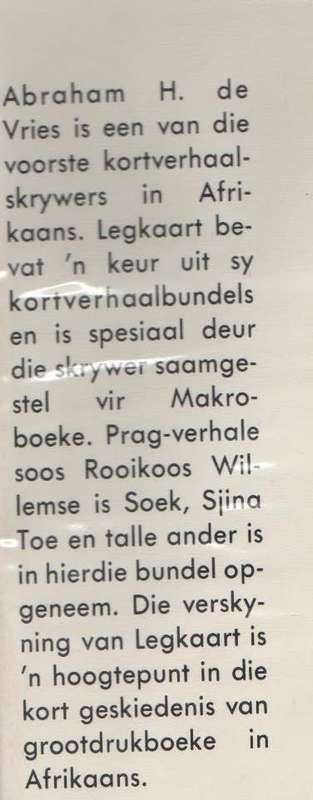 Abraham H. de
Vries is een van die
voorste kortverhaal-
skrywers in Afri-
kaans. Legkaart be-
vat 'n keur uit sy
kortverhaalbundels
en is spesiaal deur
die skrywer saamge-
stel vir Makro-
boeke. Prag-verhale
soos Rooikoos Wil-
lemse is Soek, Sjina
Toe en talle ander is
in hierdie bundel op-
geneem. Die versky-
ning van Legkaart is
'n hoogtepunt in die
kort geskiedenis van
grootdrukboeke in
Afrikaans.